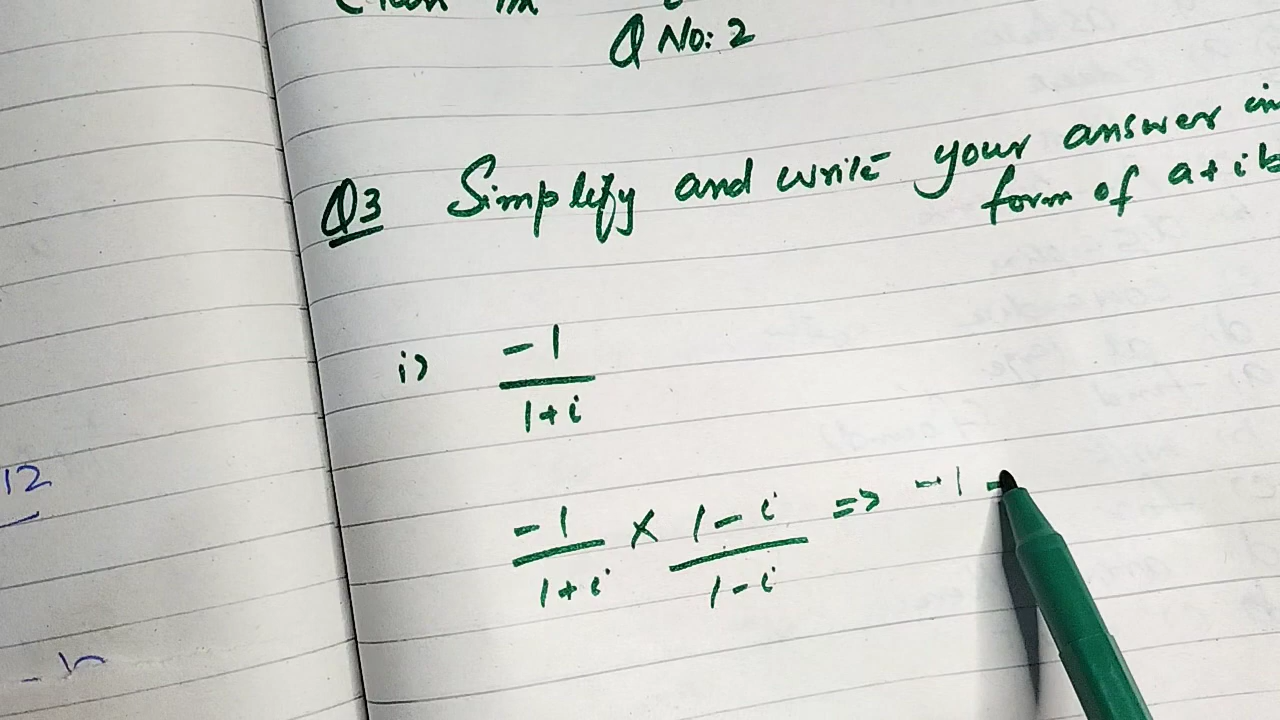 Q No: 2
Q3 Simplify and write your answer in
form of a+ib
i) -1
1+i
-1 × 1-i => -1 -
1+i 1-i
12